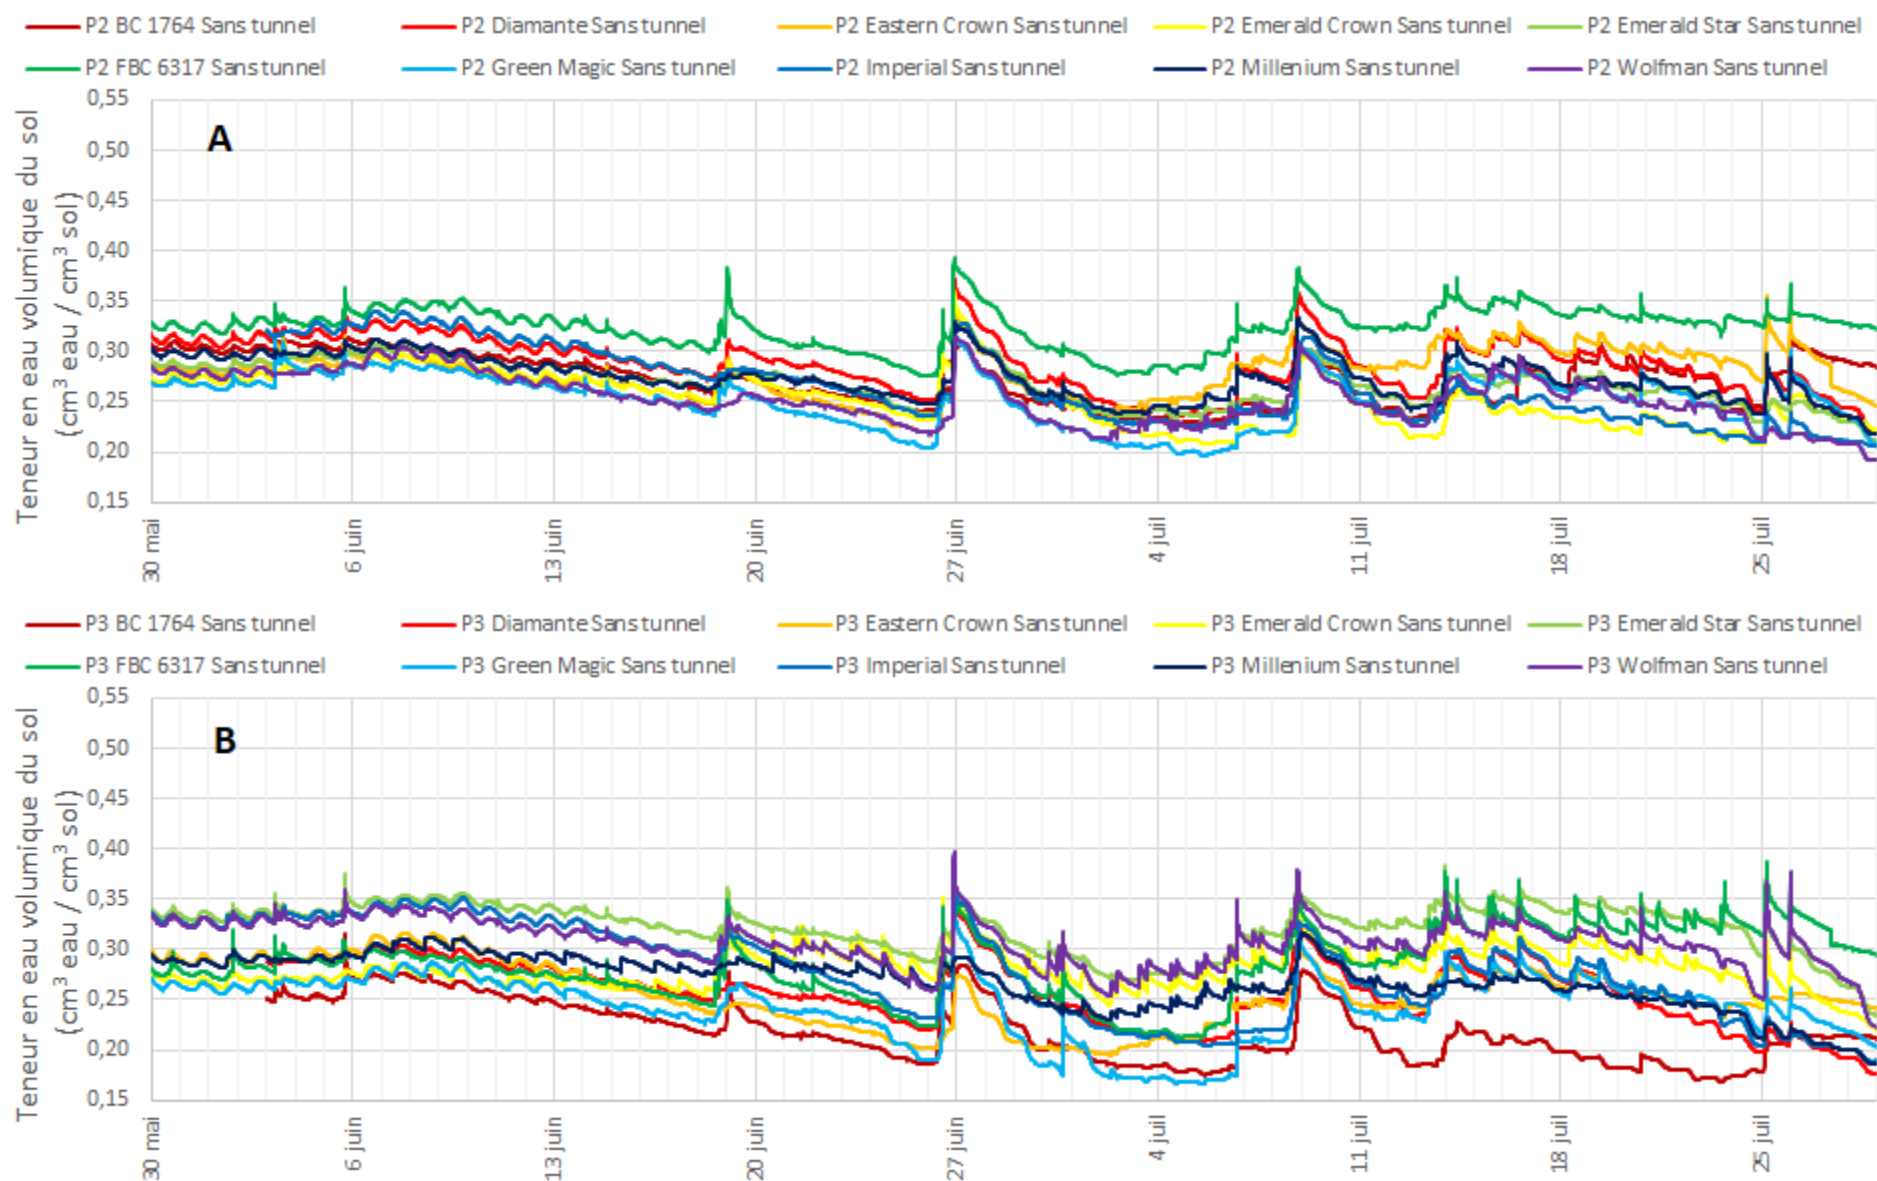 P2 BC 1764 Sans tunnel P2 Diamante Sans tunnel P2 Eastern Crown Sans tunnel P2 Emerald Crown Sans tunnel P2 Emerald Star Sans tunnel
P2 FBC 6317 Sans tunnel P2 Green Magic Sans tunnel P2 Imperial Sans tunnel P2 Millenium Sans tunnel P2 Wolfman Sans tunnel
Teneur en eau volumique du sol
(cm³ eau / cm³ sol)
A
0,55
0,50
0,45
0,40
0,35
0,30
0,25
0,20
0,15
30 mai 6 juin 13 juin 20 juin 27 juin 4 juil 11 juil 18 juil 25 juil
P3 BC 1764 Sans tunnel P3 Diamante Sans tunnel P3 Eastern Crown Sans tunnel P3 Emerald Crown Sans tunnel P3 Emerald Star Sans tunnel
P3 FBC 6317 Sans tunnel P3 Green Magic Sans tunnel P3 Imperial Sans tunnel P3 Millenium Sans tunnel P3 Wolfman Sans tunnel
Teneur en eau volumique du sol
(cm³ eau / cm³ sol)
B
0,55
0,50
0,45
0,40
0,35
0,30
0,25
0,20
0,15
30 mai 6 juin 13 juin 20 juin 27 juin 4 juil 11 juil 18 juil 25 juil